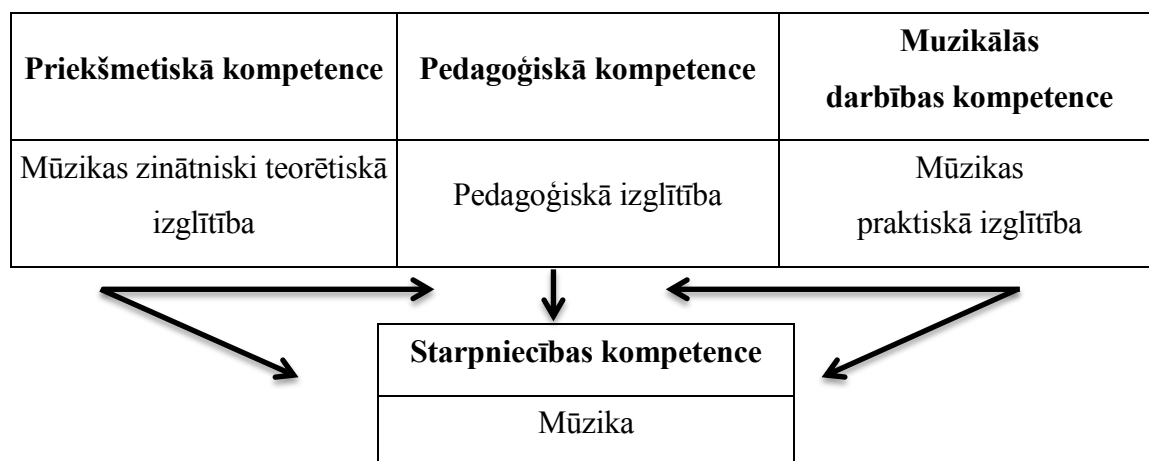 Priekšmetiskā kompetence
Pedagoģiskā kompetence
Muzikālās
darbības kompetence
Mūzikas zinātniski teorētiskā
izglītība
Pedagoģiskā izglītība
Mūzikas
praktiskā izglītība
Starpniecības kompetence
Mūzika